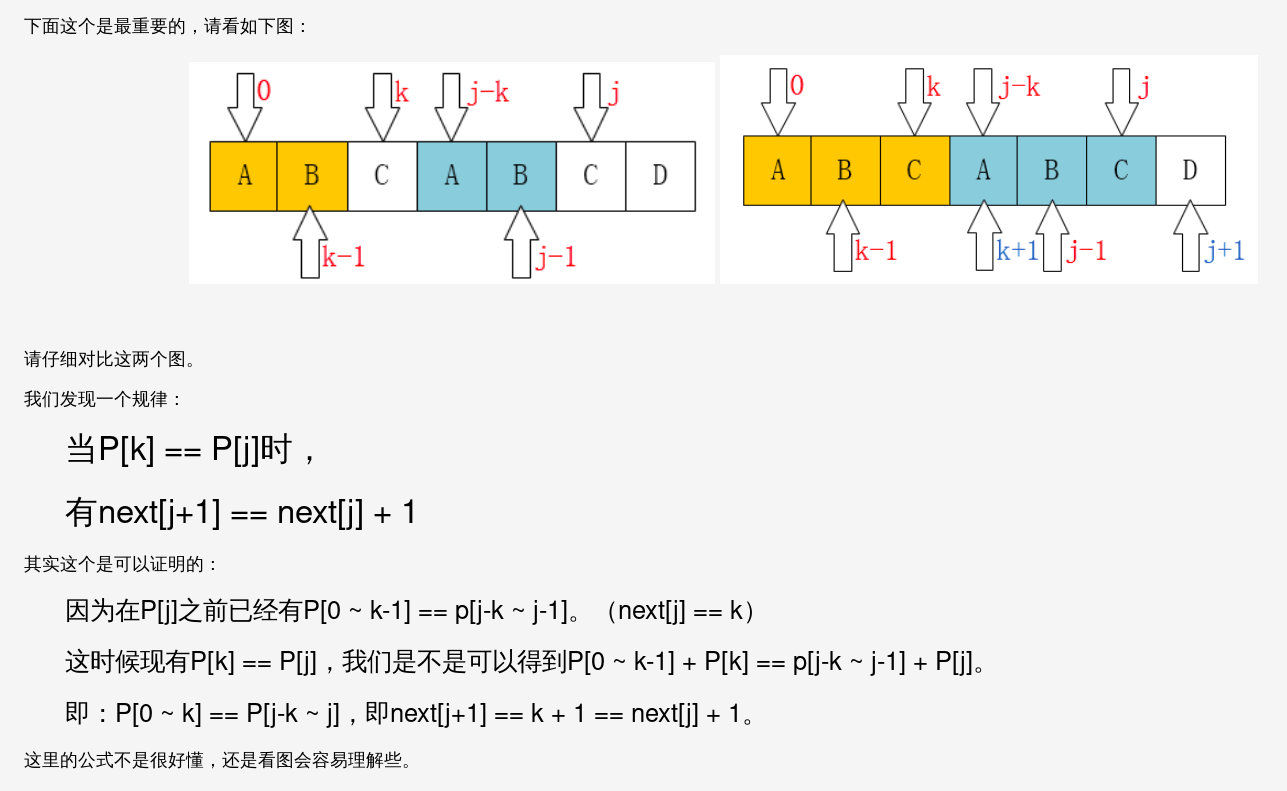 下面这个是最重要的，请看如下图：
0 k j-k j
A B C A B C D
k-1 j-1
0 k j-k j
A B C A B C D
k-1 k+1 j-1 j+1
请仔细对比这两个图。
我们发现一个规律：
当P[k] == P[j]时，
有next[j+1] == next[j] + 1
其实这个是可以证明的：
因为在P[j]之前已经有P[0 ~ k-1] == p[j-k ~ j-1]。（next[j] == k）
这时候现有P[k] == P[j]，我们是不是可以得到P[0 ~ k-1] + P[k] == p[j-k ~ j-1] + P[j]。
即：P[0 ~ k] == P[j-k ~ j]，即next[j+1] == k + 1 == next[j] + 1。
这里的公式不是很好懂，还是看图会容易理解些。